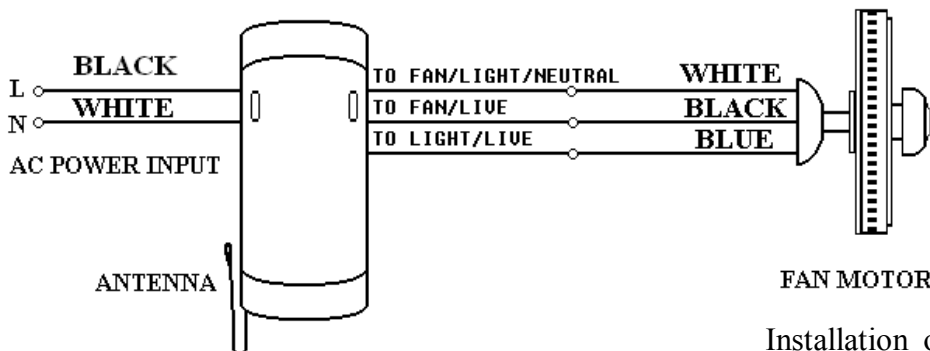 L BLACK
N WHITE
AC POWER INPUT
ANTENNA
TO FAN/LIGHT/NEUTRAL WHITE
TO FAN/LIVE BLACK
TO LIGHT/LIVE BLUE
FAN MOTOR
Installation